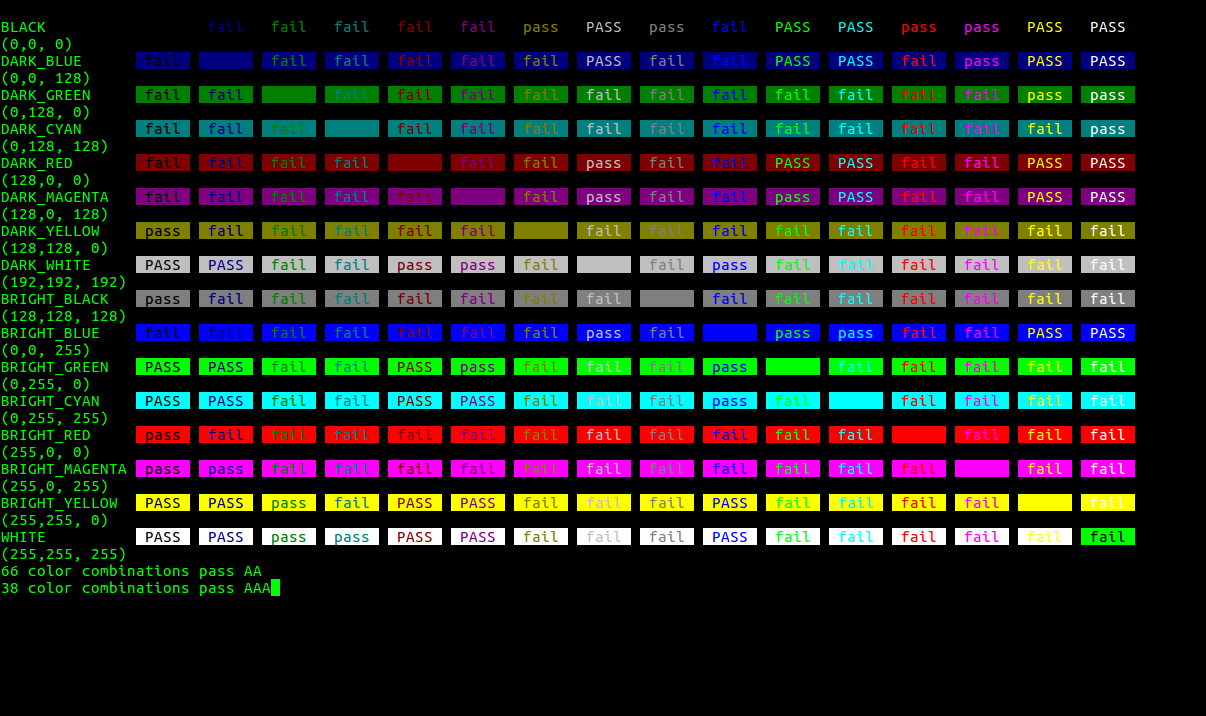 BLACK fail fail fail fail fail pass PASS pass fail PASS PASS pass pass PASS PASS
(0,0, 0)
DARK_BLUE fail fail fail fail fail fail PASS fail fail PASS PASS fail pass PASS PASS
(0,0, 128)
DARK_GREEN fail fail fail fail fail fail fail fail fail fail fail fail fail pass pass
(0,128, 0)
DARK_CYAN fail fail fail fail fail fail fail fail fail fail fail fail fail fail pass
(0,128, 128)
DARK_RED fail fail fail fail fail fail pass fail fail PASS PASS fail fail PASS PASS
(128,0, 0)
DARK_MAGENTA fail fail fail fail fail fail pass fail fail pass PASS fail fail PASS PASS
(128,0, 128)
DARK_YELLOW pass fail fail fail fail fail fail fail fail fail fail fail fail fail fail
(128,128, 0)
DARK_WHITE PASS PASS fail fail pass pass fail fail pass fail fail fail fail fail fail
(192,192, 192)
BRIGHT_BLACK pass fail fail fail fail fail fail fail fail fail fail fail fail fail fail
(128,128, 128)
BRIGHT_BLUE fail fail fail fail fail fail fail pass fail pass pass fail fail PASS PASS
(0,0, 255)
BRIGHT_GREEN PASS PASS fail fail PASS pass fail fail fail pass fail fail fail fail fail
(0,255, 0)
BRIGHT_CYAN PASS PASS fail fail PASS PASS fail fail fail pass fail fail fail fail fail
(0,255, 255)
BRIGHT_RED pass fail fail fail fail fail fail fail fail fail fail fail fail fail fail
(255,0, 0)
BRIGHT_MAGENTA pass pass fail fail fail fail fail fail fail fail fail fail fail fail fail
(255,0, 255)
BRIGHT_YELLOW PASS PASS pass fail PASS PASS fail fail fail PASS fail fail fail fail fail
(255,255, 0)
WHITE PASS PASS pass pass PASS PASS fail fail fail PASS fail fail fail fail fail fail
(255,255, 255)
66 color combinations pass AA
38 color combinations pass AAA